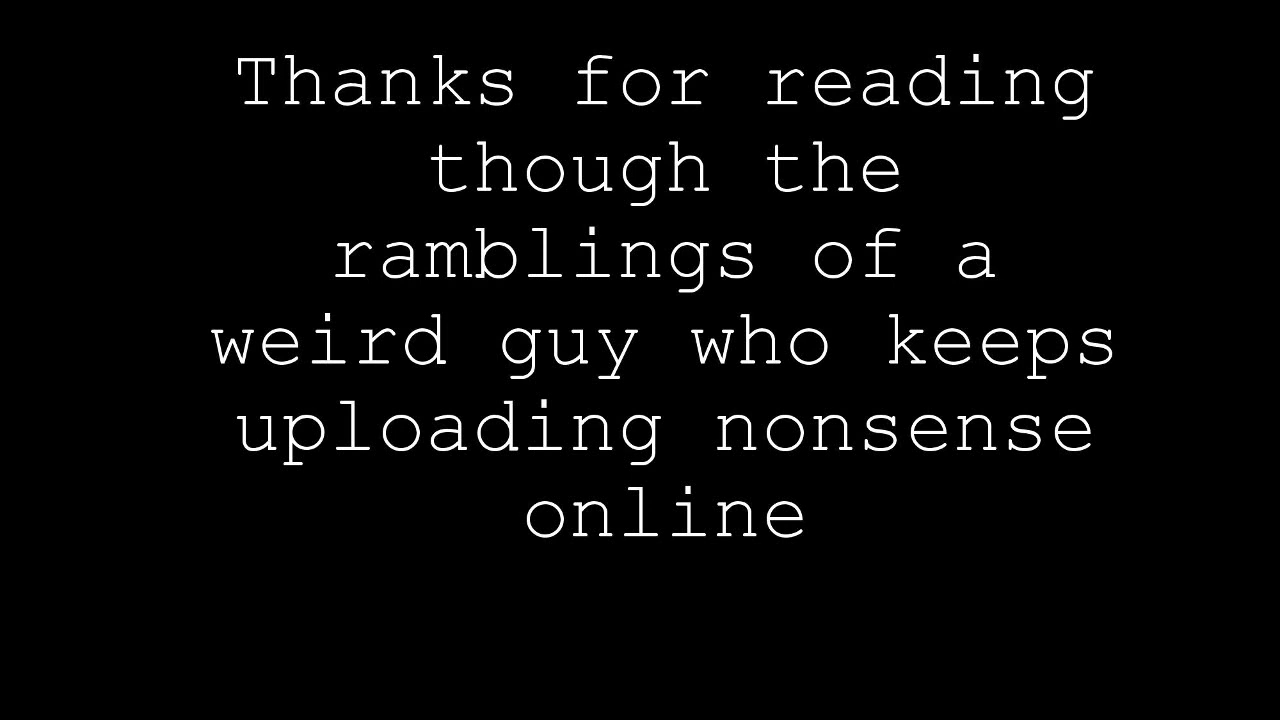 Thanks for reading
though the
ramblings of a
weird guy who keeps
uploading nonsense
online